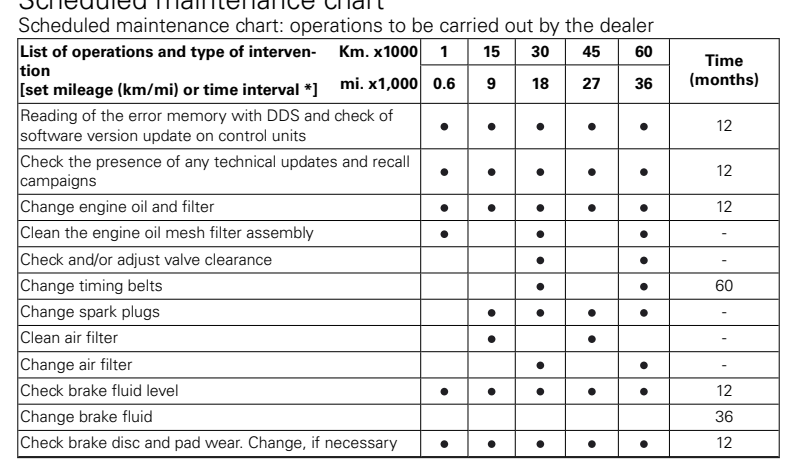 Scheduled maintenance chart
Scheduled maintenance chart: operations to be carried out by the dealer
List of operations and type of interven- Km. x1000 1 15 30 45 60 Time
tion
[set mileage (km/mi) or time interval *] mi. x1,000 0.6 9 18 27 36 (months)
Reading of the error memory with DDS and check of
software version update on control units ● ● ● ● ● 12
Check the presence of any technical updates and recall
campaigns ● ● ● ● ● 12
Change engine oil and filter ● ● ● ● ● 12
Clean the engine oil mesh filter assembly ● ● ● -
Check and/or adjust valve clearance ● ● -
Change timing belts ● ● 60
Change spark plugs ● ● ● ● -
Clean air filter ● ● -
Change air filter ● ● -
Check brake fluid level ● ● ● ● ● 12
Change brake fluid 36
Check brake disc and pad wear. Change, if necessary ● ● ● ● ● 12